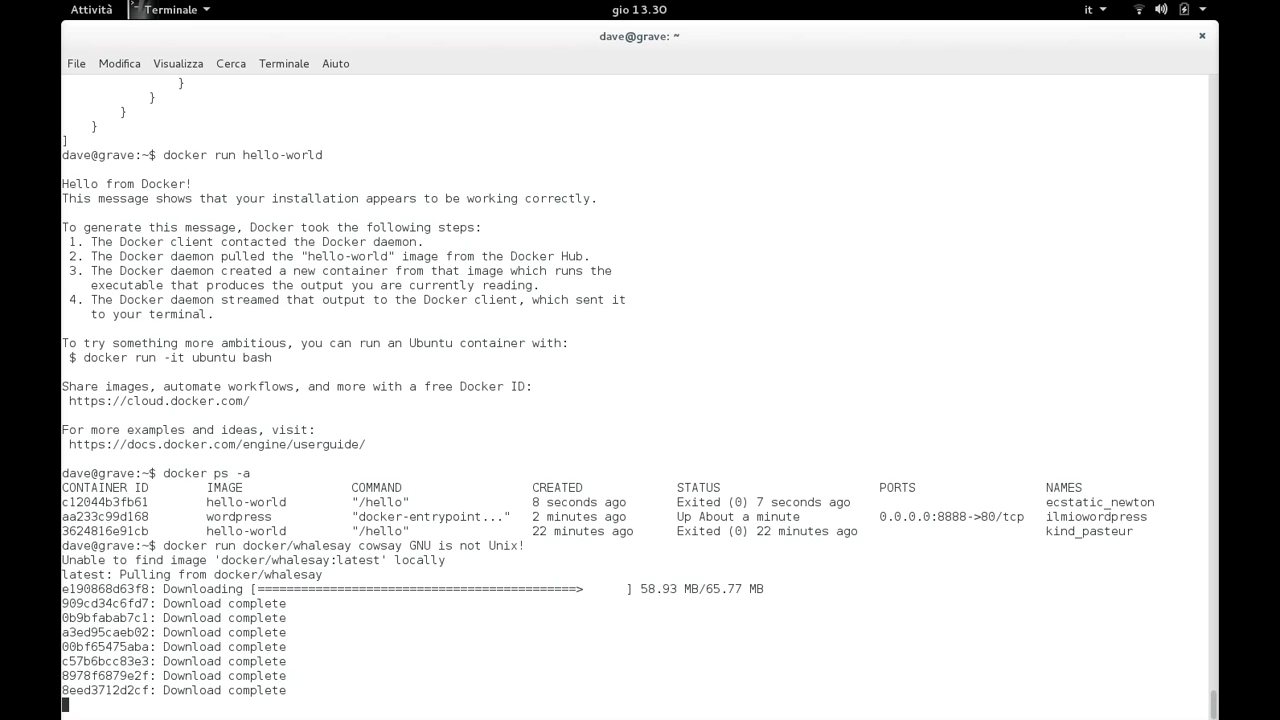 Attività Terminale gio 13.30 it
dave@grave: ~ ×
File Modifica Visualizza Cerca Terminale Aiuto
}
}
}
}
]
dave@grave:~$ docker run hello-world
Hello from Docker!
This message shows that your installation appears to be working correctly.
To generate this message, Docker took the following steps:
1. The Docker client contacted the Docker daemon.
2. The Docker daemon pulled the "hello-world" image from the Docker Hub.
3. The Docker daemon created a new container from that image which runs the
executable that produces the output you are currently reading.
4. The Docker daemon streamed that output to the Docker client, which sent it
to your terminal.
To try something more ambitious, you can run an Ubuntu container with:
$ docker run -it ubuntu bash
Share images, automate workflows, and more with a free Docker ID:
https://cloud.docker.com/
For more examples and ideas, visit:
https://docs.docker.com/engine/userguide/
dave@grave:~$ docker ps -a
CONTAINER ID IMAGE COMMAND CREATED STATUS PORTS NAMES
c12044b3fb61 hello-world "/hello" 8 seconds ago Exited (0) 7 seconds ago ecstatic_newton
aa233c99d168 wordpress "docker-entrypoint..." 2 minutes ago Up About a minute 0.0.0.0:8888->80/tcp ilmiowordpress
3624816e91cb hello-world "/hello" 22 minutes ago Exited (0) 22 minutes ago kind_pasteur
dave@grave:~$ docker run docker/whalesay cowsay GNU is not Unix!
Unable to find image 'docker/whalesay:latest' locally
latest: Pulling from docker/whalesay
e190868d63f8: Downloading [============================================> ] 58.93 MB/65.77 MB
909cd34c6fd7: Download complete
0b9bfabab7c1: Download complete
a3ed95caeb02: Download complete
00bf65475aba: Download complete
c57b6bcc83e3: Download complete
8978f6879e2f: Download complete
8eed3712d2cf: Download complete